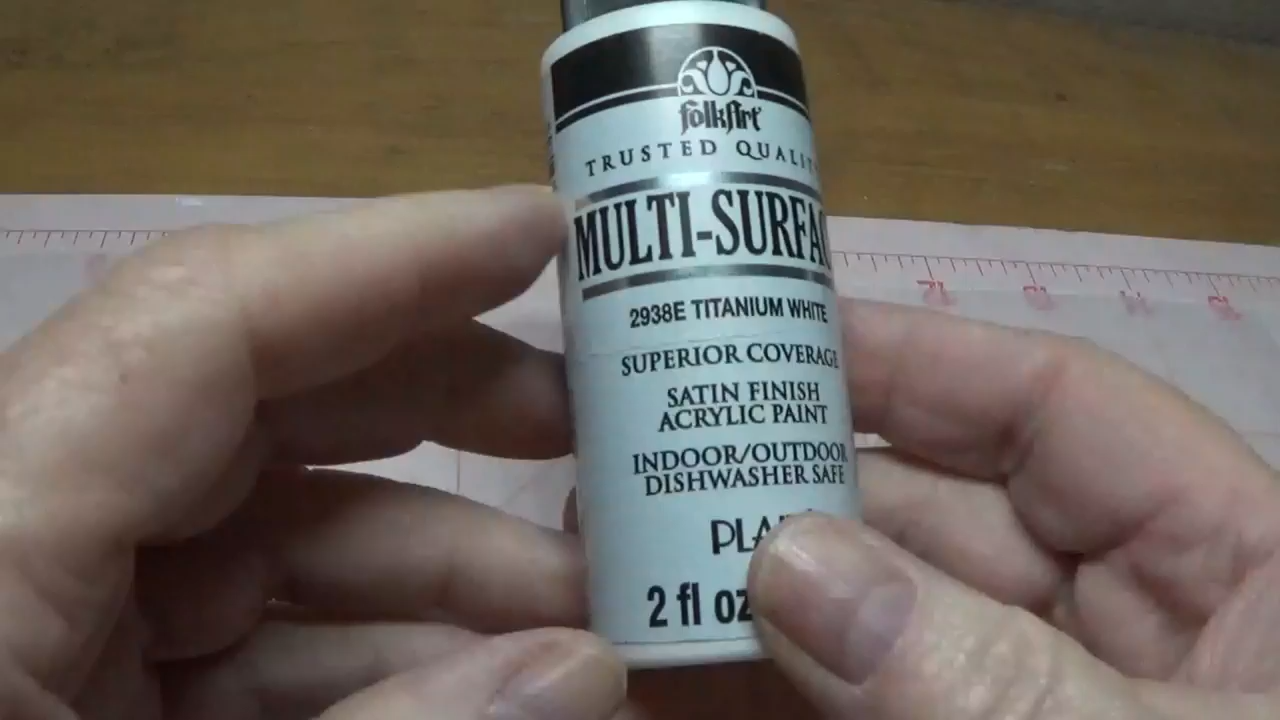 folkArt
TRUSTED QUALIT
MULTI-SURFAC
2938E TITANIUM WHITE
SUPERIOR COVERAGE
SATIN FINISH
ACRYLIC PAINT
INDOOR/OUTDOOR
DISHWASHER SAFE
PLA
2 fl oz